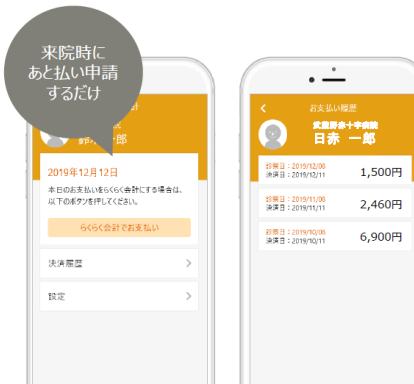 来院時に
あと払い申請
するだけ
2019年12月12日
本日のお支払いをらくらく会計にする場合は、
以下のボタンを押してください。
らくらく会計でお支払い
決済履歴
設定
お支払い履歴
武蔵野赤十字病院
日赤 一郎
診察日：2019/12/06
決済日：2019/12/11
1,500円
診察日：2019/11/06
決済日：2019/11/11
2,460円
診察日：2019/10/06
決済日：2019/10/11
6,900円